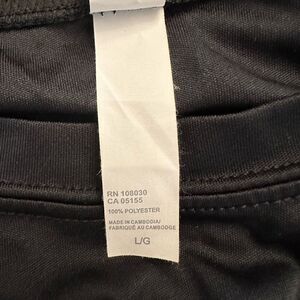 RN 108030
CA 05155
100% POLYESTER
MADE IN CAMBODIA/
FABRIQUÉ AU CAMBODGE
L/G